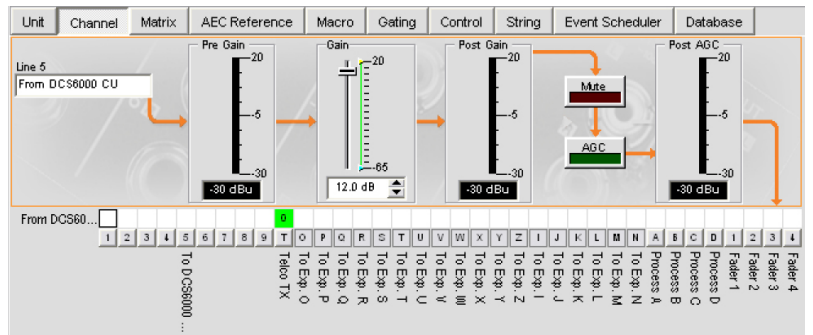 Unit Channel Matrix AEC Reference Macro Gating Control String Event Scheduler Database
Pre Gain Gain Post Gain Post AGC
20 20 20 20
Line 5
From DCS6000 CU
Mute
-5 -5 -5
AGC
-65
-30 -30 -30
-30 dBu 12.0 dB -30 dBu -30 dBu
From DCS60... 0
1 2 3 4 5 6 7 8 9 T O P Q R S T U V W X Y Z I J K L M N A B C D 1 2 3 4
To DCS6000 ...
Telco TX
To Exp. O
To Exp. P
To Exp. Q
To Exp. R
To Exp. S
To Exp. T
To Exp. U
To Exp. V
To Exp. W
To Exp. X
To Exp. Y
To Exp. Z
To Exp. I
To Exp. J
To Exp. K
To Exp. L
To Exp. M
To Exp. N
Process A
Process B
Process C
Process D
Fader 1
Fader 2
Fader 3
Fader 4